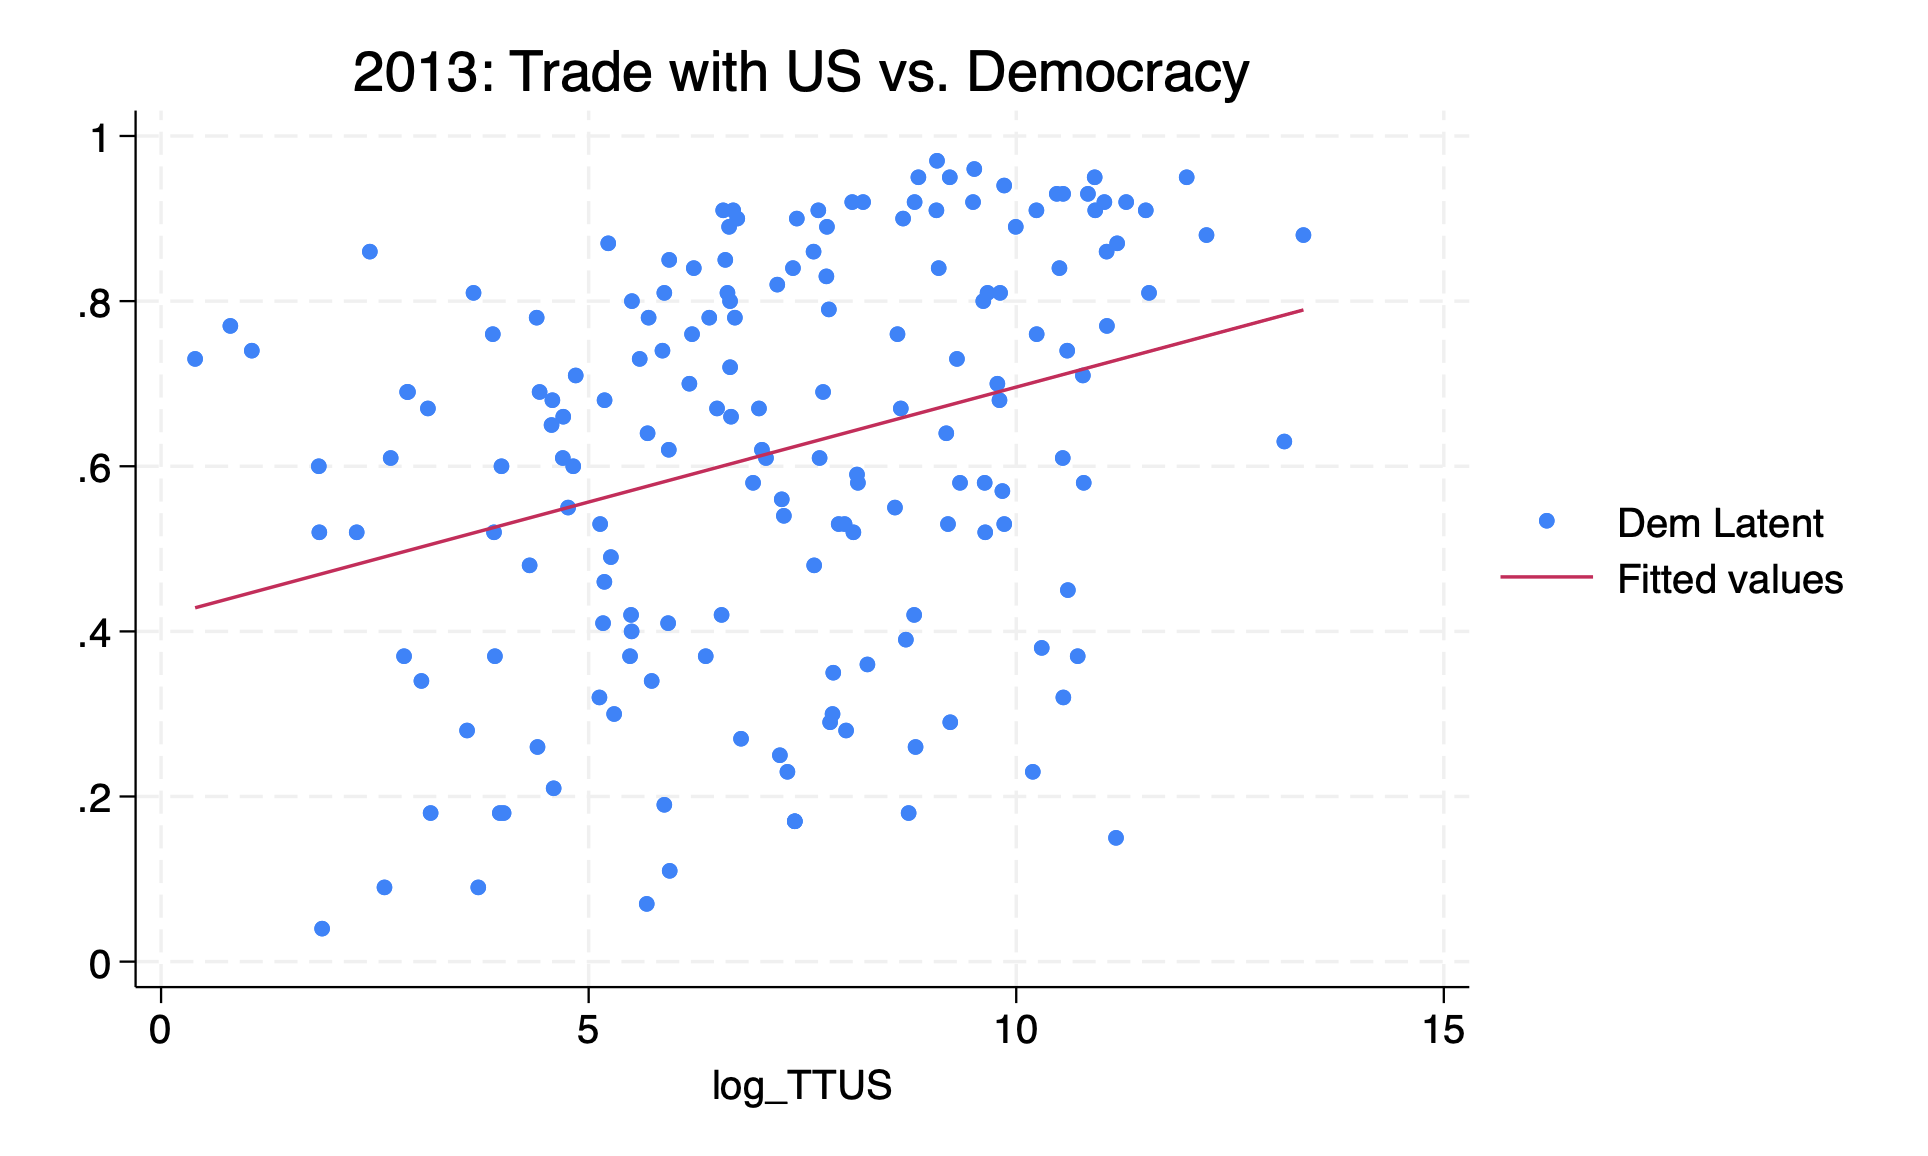 2013: Trade with US vs. Democracy
1
.8
.6
.4
.2
0
0 5 10 15
log_TTUS
Dem Latent
Fitted values